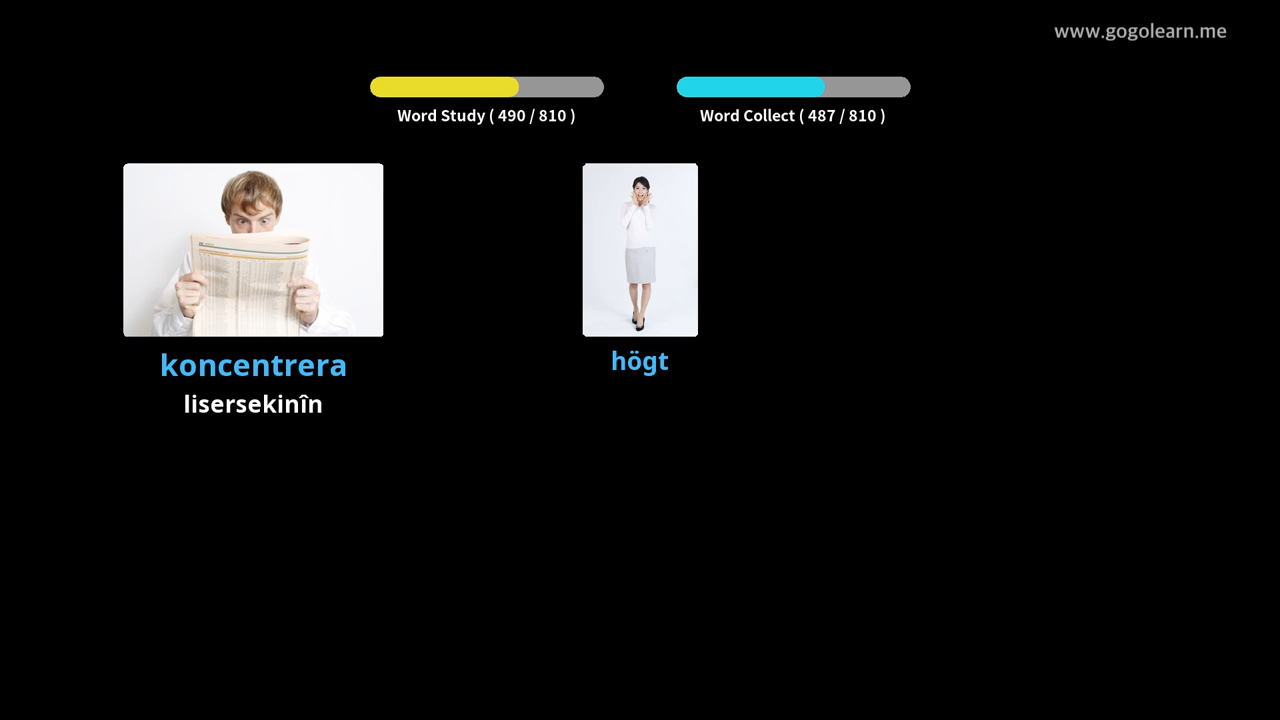 www.gogolearn.me
Word Study ( 490 / 810 )
Word Collect ( 487 / 810 )
koncentrera
lisersekinîn
högt